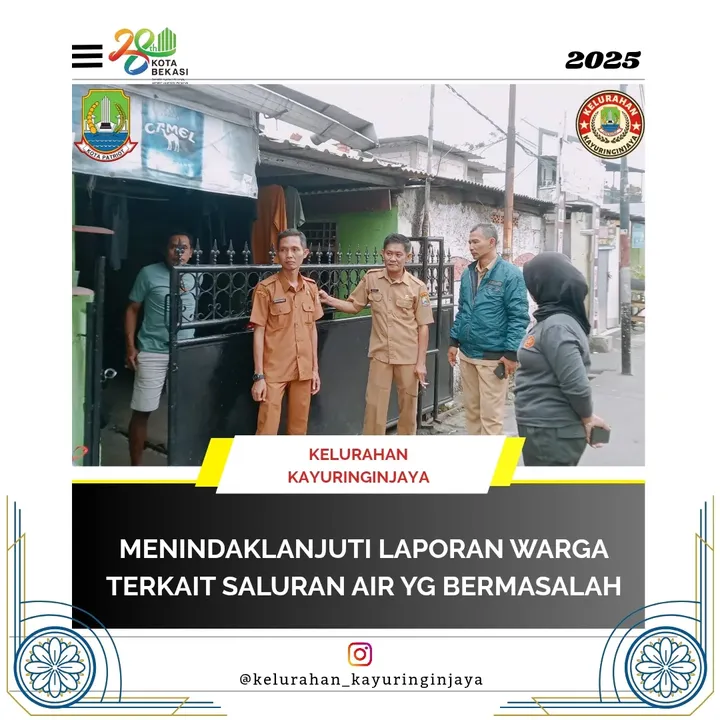 28th KOTA
BEKASI
2025
CAMEL
KOTA PATRIOT
KELURAHAN
KAYURINGINJAYA
KELURAHAN
KAYURINGINJAYA
MENINDAKLANJUTI LAPORAN WARGA
TERKAIT SALURAN AIR YG BERMASALAH
@kelurahan_kayuringinjaya